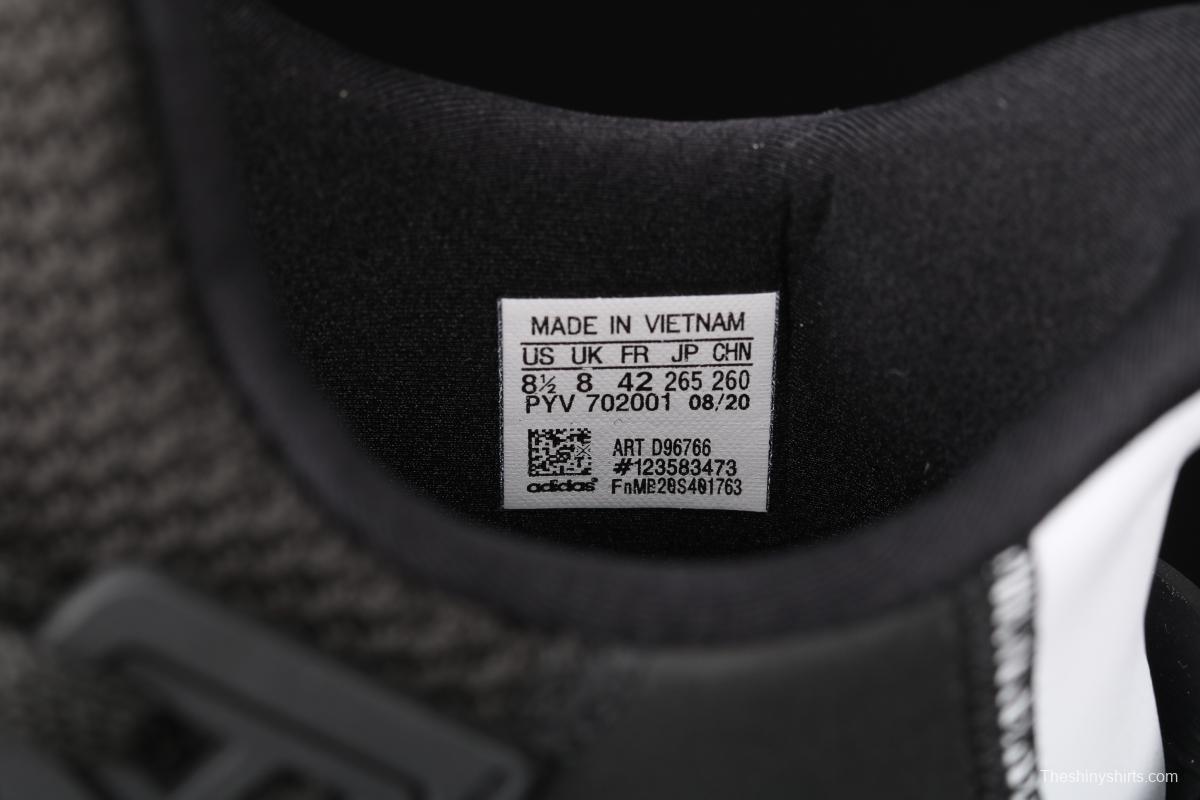 MADE IN VIETNAM
US UK FR JP CHN
8½ 8 42 265 260
PYV 702001 08/20
ART D96766
#123583473
adidas FnMB20S401763
Theshinyshirts.com